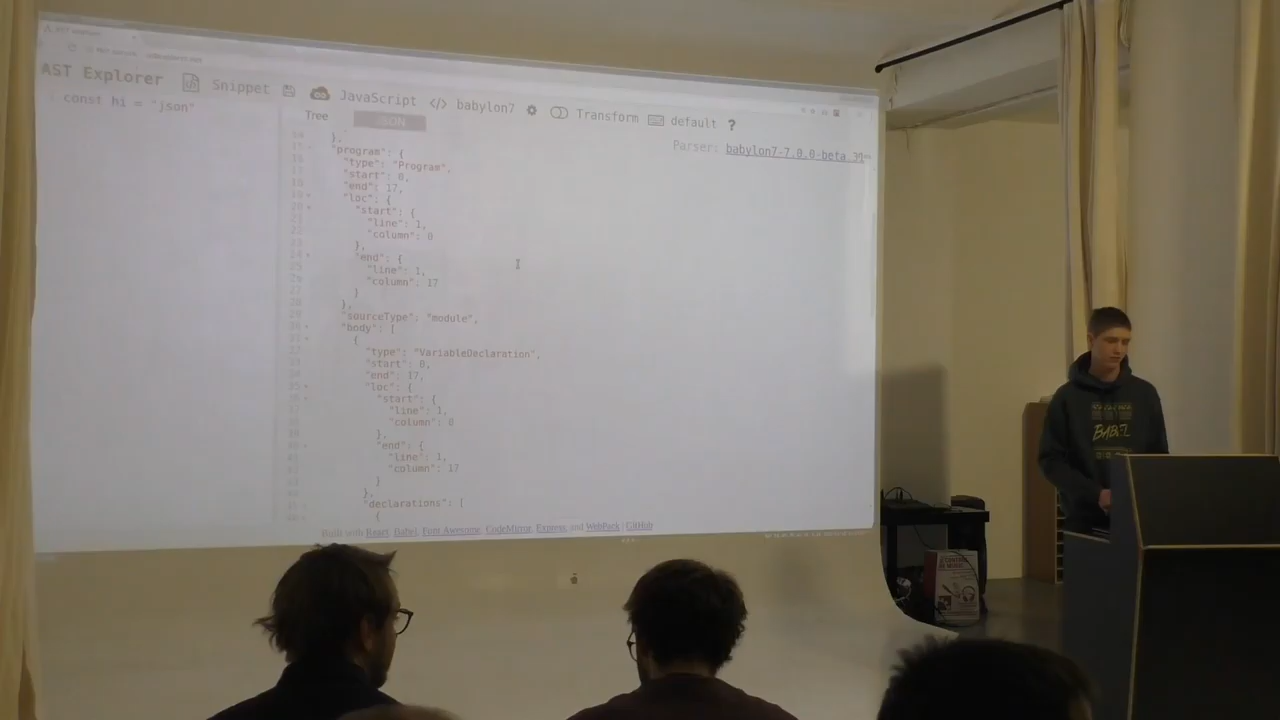 AST Explorer Snippet JavaScript </> babylon7 Transform default ?
const hi = "json"
Tree JSON
Parser: babylon7-7.0.0-beta
},
"program": {
"type": "Program",
"start": 0,
"end": 17,
"loc": {
"start": {
"line": 1,
"column": 0
},
"end": {
"line": 1,
"column": 17
}
},
"sourceType": "module",
"body": [
{
"type": "VariableDeclaration",
"start": 0,
"end": 17,
"loc": {
"start": {
"line": 1,
"column": 0
},
"end": {
"line": 1,
"column": 17
}
},
"declarations": [
{
Built with React, Babel, Font Awesome, CodeMirror, Express, and WebPack | GitHub
BABEL